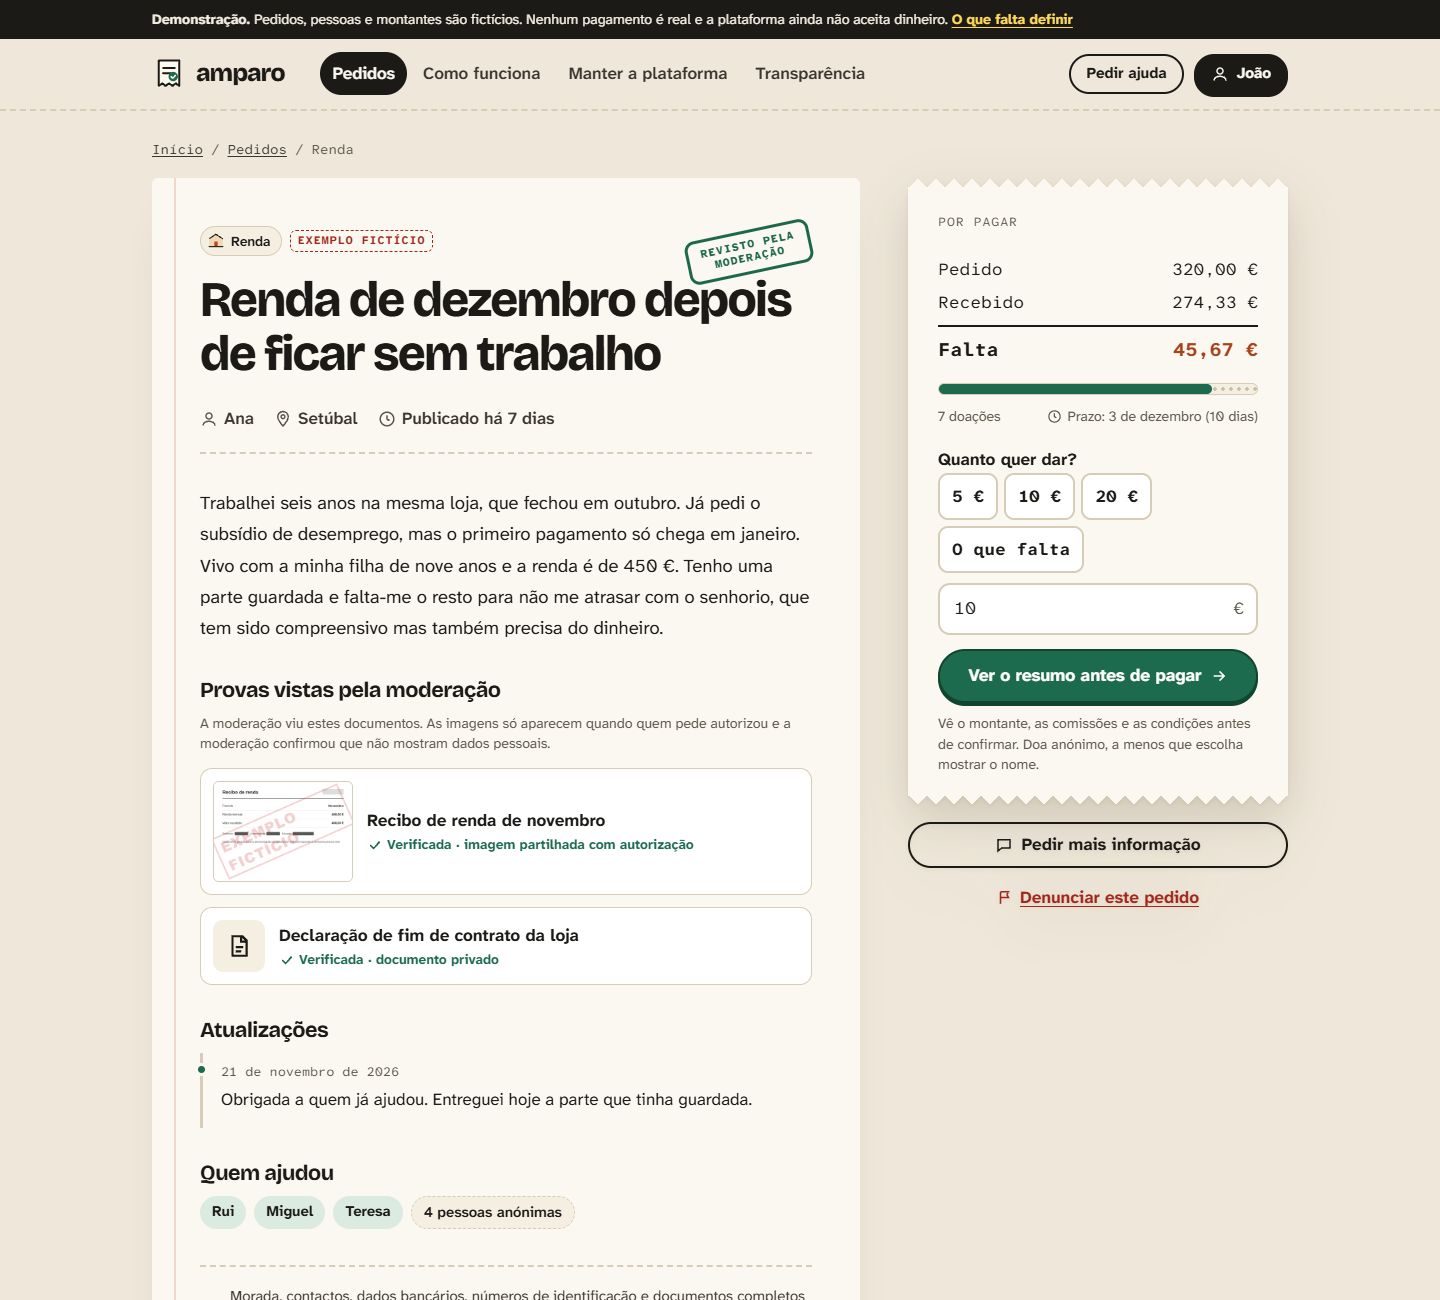 Demonstração. Pedidos, pessoas e montantes são fictícios. Nenhum pagamento é real e a plataforma ainda não aceita dinheiro. O que falta definir
amparo
Pedidos
Como funciona
Manter a plataforma
Transparência
Pedir ajuda
João
Início / Pedidos / Renda
Renda
EXEMPLO FICTÍCIO
REVISTO PELA
MODERAÇÃO
Renda de dezembro depois
de ficar sem trabalho
Ana
Setúbal
Publicado há 7 dias
Trabalhei seis anos na mesma loja, que fechou em outubro. Já pedi o
subsídio de desemprego, mas o primeiro pagamento só chega em janeiro.
Vivo com a minha filha de nove anos e a renda é de 450 €. Tenho uma
parte guardada e falta-me o resto para não me atrasar com o senhorio, que
tem sido compreensivo mas também precisa do dinheiro.
Provas vistas pela moderação
A moderação viu estes documentos. As imagens só aparecem quando quem pede autorizou e a
moderação confirmou que não mostram dados pessoais.
Recibo de renda
EXEMPLO
FICTÍCIO
Recibo de renda de novembro
Verificada · imagem partilhada com autorização
Declaração de fim de contrato da loja
Verificada · documento privado
Atualizações
21 de novembro de 2026
Obrigada a quem já ajudou. Entreguei hoje a parte que tinha guardada.
Quem ajudou
Rui
Miguel
Teresa
4 pessoas anónimas
Morada, contactos, dados bancários, números de identificação e documentos completos
POR PAGAR
Pedido 320,00 €
Recebido 274,33 €
Falta 45,67 €
7 doações
Prazo: 3 de dezembro (10 dias)
Quanto quer dar?
5 €
10 €
20 €
O que falta
10 €
Ver o resumo antes de pagar →
Vê o montante, as comissões e as condições antes
de confirmar. Doa anónimo, a menos que escolha
mostrar o nome.
Pedir mais informação
Denunciar este pedido